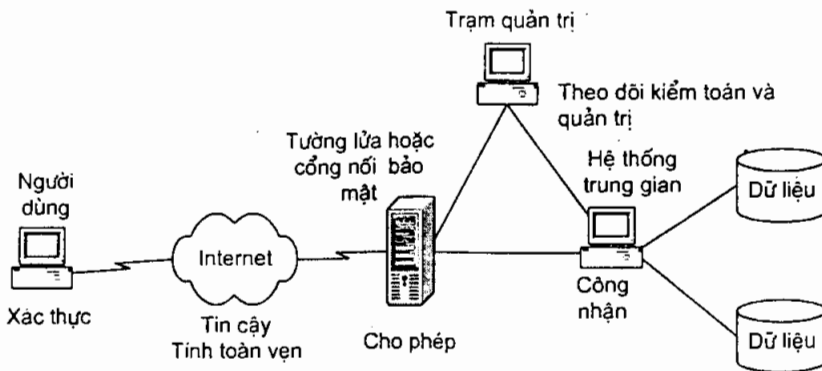 Trạm quản trị
Theo dõi kiểm toán và
quản trị
Tường lửa hoặc
cổng nối bảo
mật
Hệ thống
trung gian
Người
dùng
Dữ liệu
Internet
Xác thực
Tin cậy
Tính toàn vẹn
Cho phép
Công
nhận
Dữ liệu